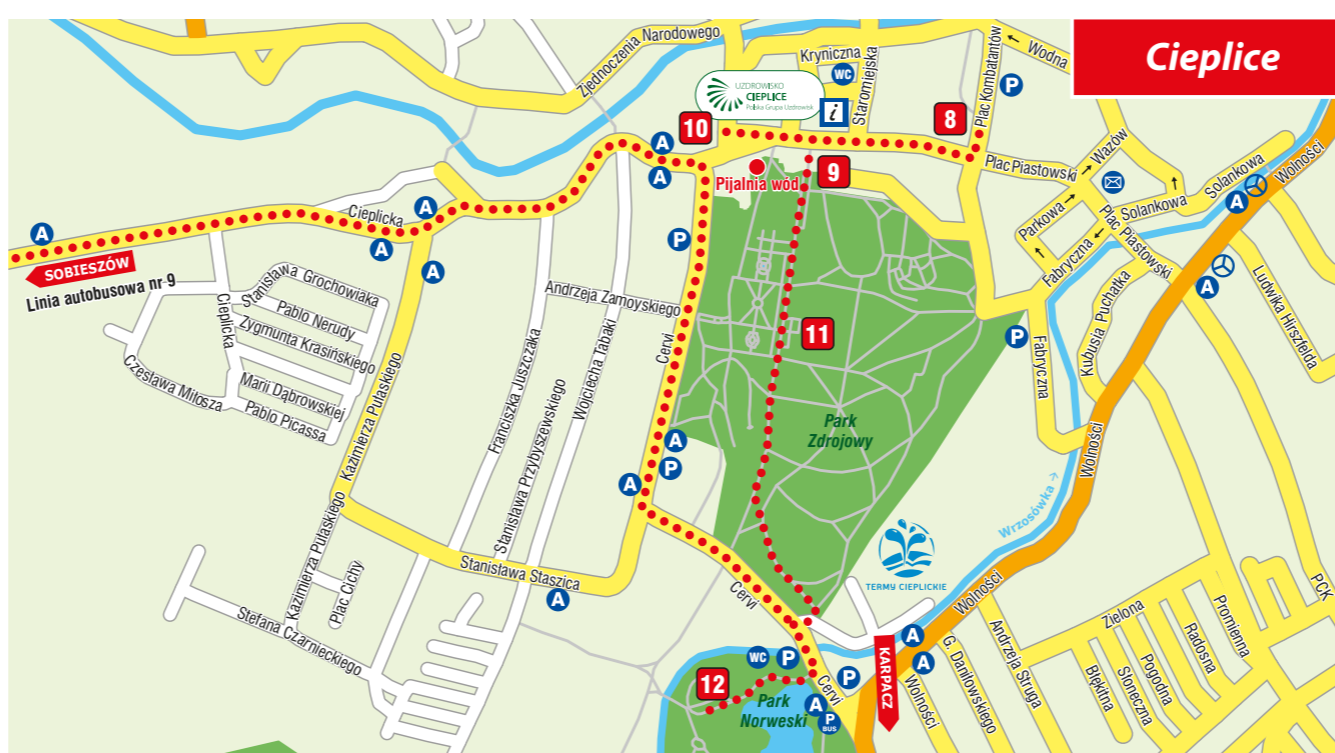 Cieplice
Zjednoczenia Narodowego
Kryniczna
WC
Staromiejska
Plac Kombatantów
P
Wodna
UZDROWISKO
CIEPLICE
Polska Grupa Uzdrowisk
i
10
8
9
Plac Piastowski
Wazów
Parkowa
Solankowa
Solankowa
Wolności
A
Plac Piastowski
Fabryczna
A
A
Pijalnia wód
A
Cieplicka
A
A
A
A
P
SOBIESZÓW
Linia autobusowa nr 9
Cieplicka
Stanisława Grochowiaka
Pablo Nerudy
Zygmunta Krasińskiego
Marii Dąbrowskiej
Pablo Picassa
Czesława Miłosza
Kazimierza Pułaskiego
Andrzeja Zamoyskiego
Cervi
Franciszka Juszczaka
Stanisława Przybyszewskiego
Wojciecha Tabaki
11
Park
Zdrojowy
P
Fabryczna
Kubusia Puchatka
A
Ludwika Hirszfelda
Wolności
A
P
A
Wrzosówka
TERMY CIEPLICKIE
Stanisława Staszica
A
Kazimierza Pułaskiego
Plac Cichy
Stefana Czarnieckiego
Cervi
Wolności
A
A
KARPACZ
WC
P
12
Park
Norweski
Cervi
P
A
P
BUS
Wolności
G. Daniłowskiego
Andrzeja Struga
Zielona
Błękitna
Słoneczna
Pogodna
Radosna
Promienna
PCK